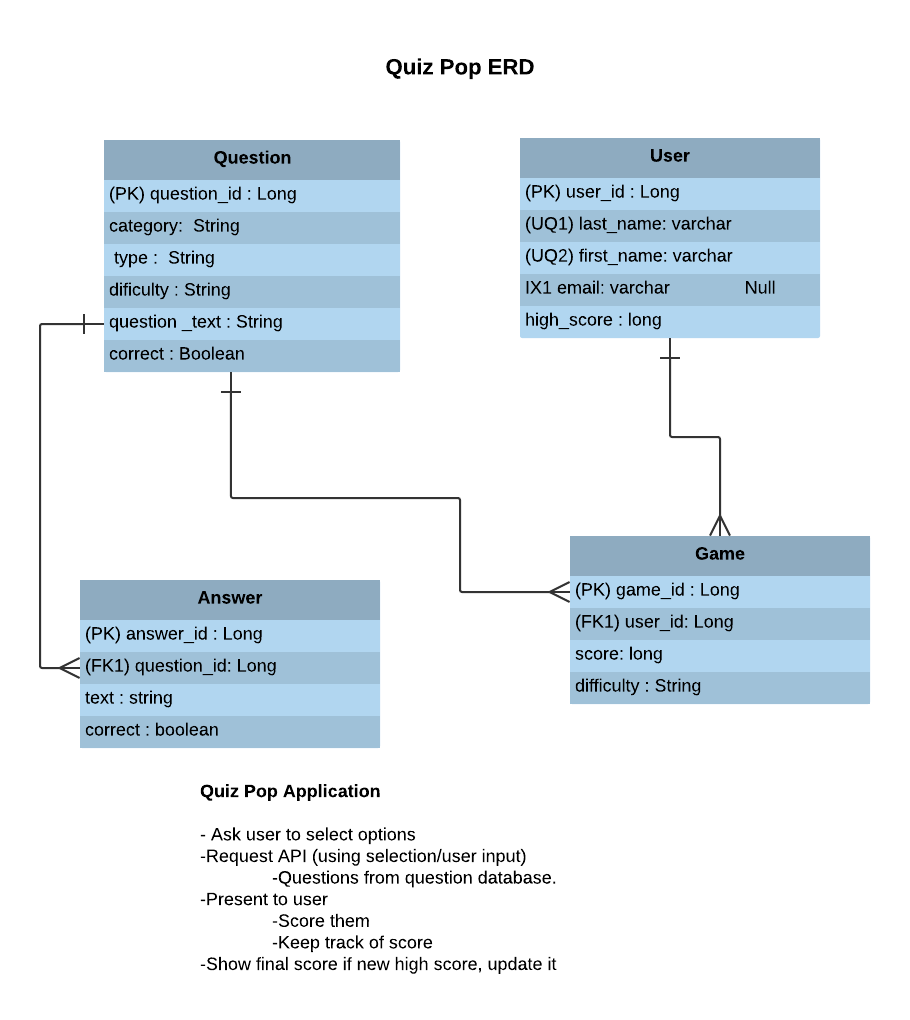 Quiz Pop ERD
Question
(PK) question_id : Long
category:  String
type :  String
dificulty : String
question _text : String
correct : Boolean
User
(PK) user_id : Long
(UQ1) last_name: varchar
(UQ2) first_name: varchar
IX1 email: varchar Null
high_score : long
Answer
(PK) answer_id : Long
(FK1) question_id: Long
text : string
correct : boolean
Game
(PK) game_id : Long
(FK1) user_id: Long
score: long
difficulty : String
Quiz Pop Application
- Ask user to select options
-Request API (using selection/user input)
-Questions from question database.
-Present to user
-Score them
-Keep track of score
-Show final score if new high score, update it